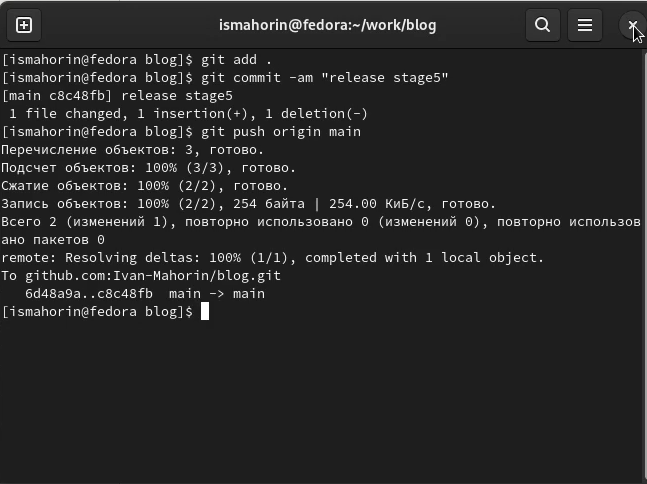 ismahorin@fedora:~/work/blog
[ismahorin@fedora blog]$ git add .
[ismahorin@fedora blog]$ git commit -am "release stage5"
[main c8c48fb] release stage5
 1 file changed, 1 insertion(+), 1 deletion(-)
[ismahorin@fedora blog]$ git push origin main
Перечисление объектов: 3, готово.
Подсчет объектов: 100% (3/3), готово.
Сжатие объектов: 100% (2/2), готово.
Запись объектов: 100% (2/2), 254 байта | 254.00 КиБ/с, готово.
Всего 2 (изменений 1), повторно использовано 0 (изменений 0), повторно использов
ано пакетов 0
remote: Resolving deltas: 100% (1/1), completed with 1 local object.
To github.com:Ivan-Mahorin/blog.git
   6d48a9a..c8c48fb  main -> main
[ismahorin@fedora blog]$